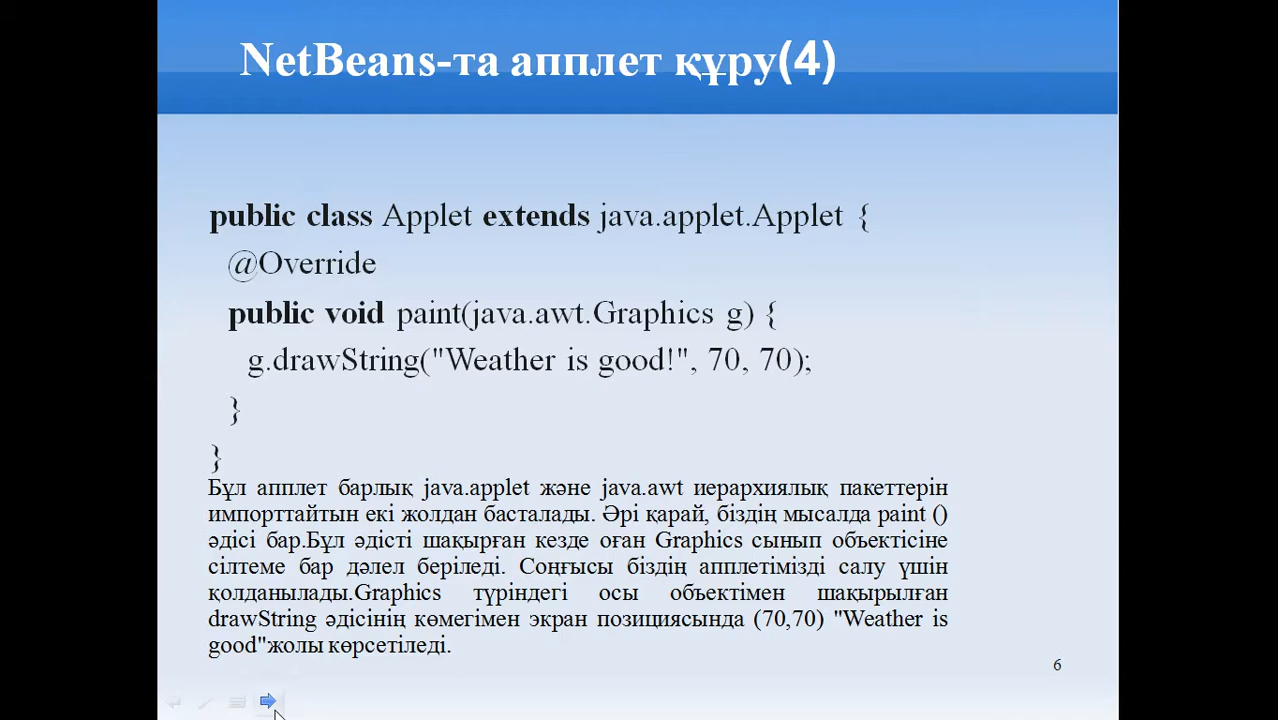 NetBeans-та апплет құру(4)
public class Applet extends java.applet.Applet {
@Override
public void paint(java.awt.Graphics g) {
g.drawString("Weather is good!", 70, 70);
}
}
Бұл апплет барлық java.applet және java.awt иерархиялық пакеттерін
импорттайтын екі жолдан басталады. Әрі қарай, біздің мысалда paint ()
әдісі бар.Бұл әдісті шақырған кезде оған Graphics сынып объектісіне
сілтеме бар дәлел беріледі. Соңғысы біздің апплетімізді салу үшін
қолданылады.Graphics түріндегі осы объектімен шақырылған
drawString әдісінің көмегімен экран позициясында (70,70) "Weather is
good"жолы көрсетіледі.
6